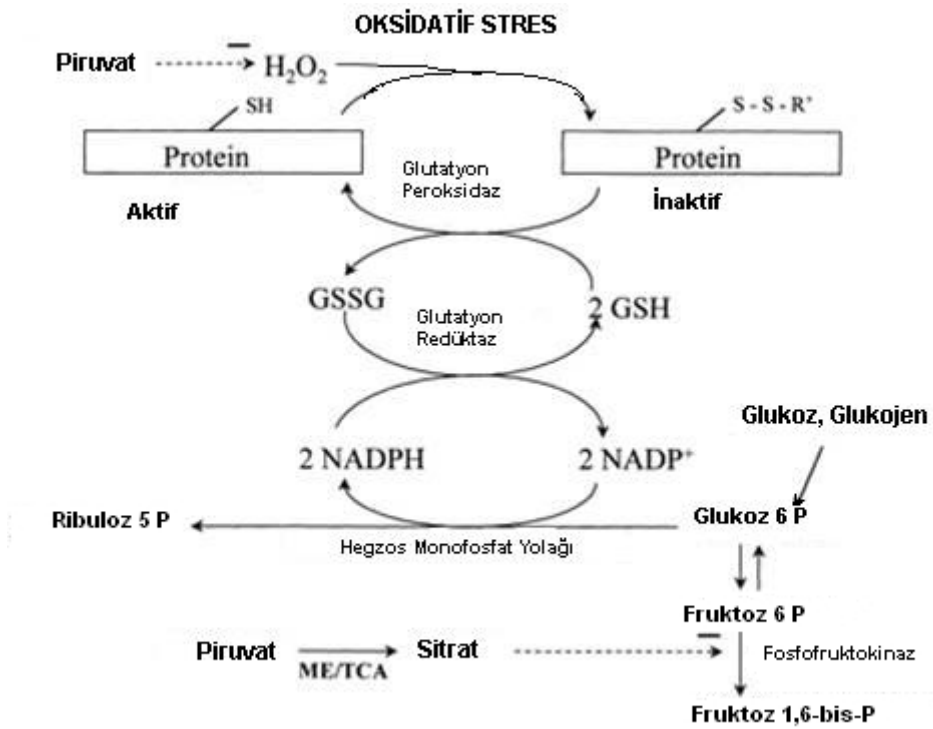 OKSİDATİF STRES
Piruvat
–
H₂O₂
SH
S - S - R'
Protein
Protein
Glutatyon
Peroksidaz
Aktif
İnaktif
GSSG
2 GSH
Glutatyon
Redüktaz
Glukoz, Glukojen
2 NADPH
2 NADP⁺
Ribuloz 5 P
Glukoz 6 P
Hegzos Monofosfat Yolağı
Fruktoz 6 P
–
Piruvat
ME/TCA
Sitrat
Fosfofruktokinaz
Fruktoz 1,6-bis-P